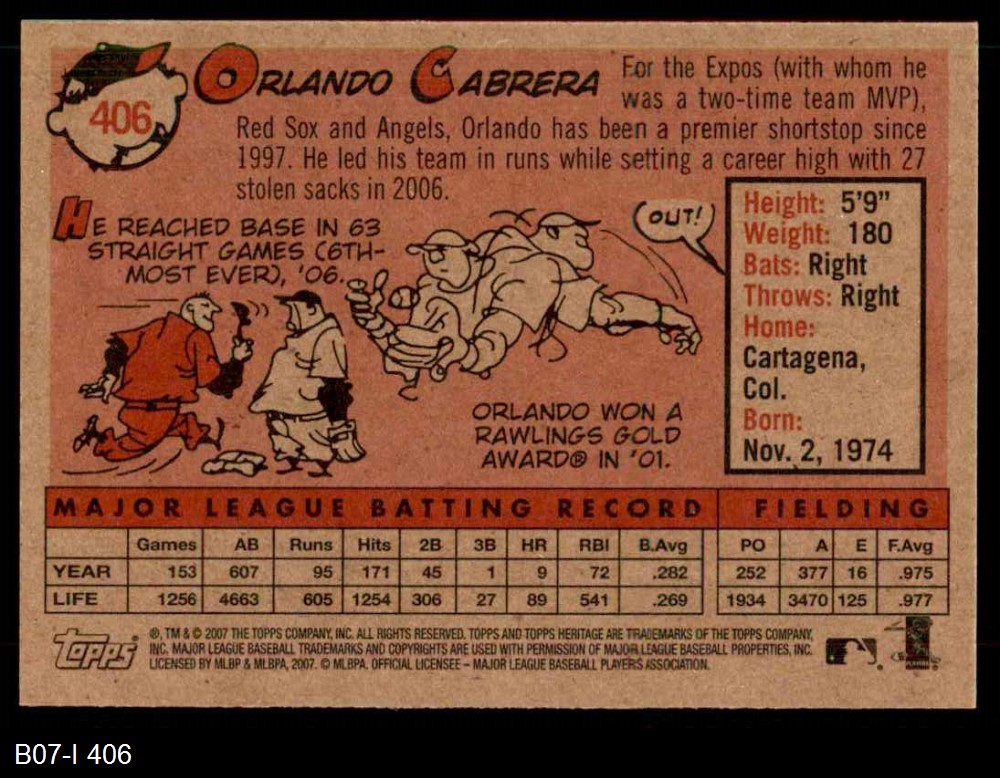 406
ORLANDO CABRERA
For the Expos (with whom he
was a two-time team MVP),
Red Sox and Angels, Orlando has been a premier shortstop since
1997. He led his team in runs while setting a career high with 27
stolen sacks in 2006.
HE REACHED BASE IN 63
STRAIGHT GAMES (6TH-
MOST EVER), '06.
OUT!
ORLANDO WON A
RAWLINGS GOLD
AWARD® IN '01.
Height: 5'9"
Weight: 180
Bats: Right
Throws: Right
Home:
Cartagena,
Col.
Born:
Nov. 2, 1974
MAJOR LEAGUE BATTING RECORD FIELDING
Games AB Runs Hits 2B 3B HR RBI B.Avg PO A E F.Avg
YEAR 153 607 95 171 45 1 9 72 .282 252 377 16 .975
LIFE 1256 4663 605 1254 306 27 89 541 .269 1934 3470 125 .977
Topps
®, TM & © 2007 THE TOPPS COMPANY, INC. ALL RIGHTS RESERVED. TOPPS AND TOPPS HERITAGE ARE TRADEMARKS OF THE TOPPS COMPANY,
INC. MAJOR LEAGUE BASEBALL TRADEMARKS AND COPYRIGHTS ARE USED WITH PERMISSION OF MAJOR LEAGUE BASEBALL PROPERTIES, INC.
LICENSED BY MLBP & MLBPA, 2007. © MLBPA. OFFICIAL LICENSEE – MAJOR LEAGUE BASEBALL PLAYERS ASSOCIATION.
B07-I 406